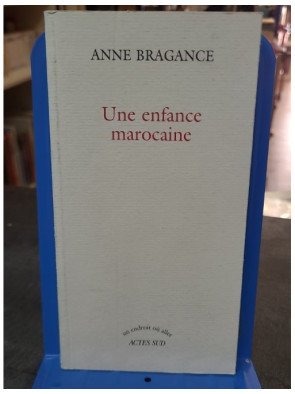 ANNE BRAGANCE
Une enfance
marocaine
un endroit où aller
ACTES SUD